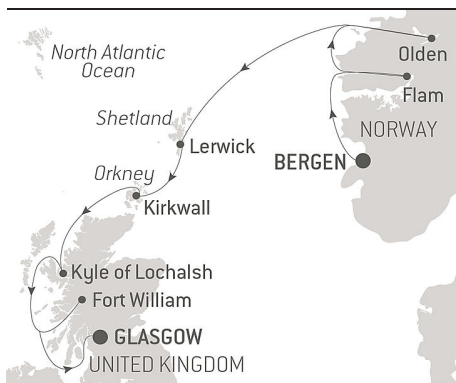 North Atlantic
Ocean
Olden
Flam
Shetland
NORWAY
Lerwick
BERGEN
Orkney
Kirkwall
Kyle of Lochalsh
Fort William
GLASGOW
UNITED KINGDOM